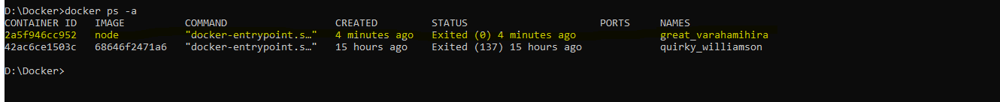 D:\Docker>docker ps -a
CONTAINER ID   IMAGE          COMMAND                  CREATED         STATUS                      PORTS     NAMES
2a5f946cc952   node           "docker-entrypoint.s…"   4 minutes ago   Exited (0) 4 minutes ago              great_varahamihira
42ac6ce1503c   68646f2471a6   "docker-entrypoint.s…"   15 hours ago    Exited (137) 15 hours ago             quirky_williamson
D:\Docker>